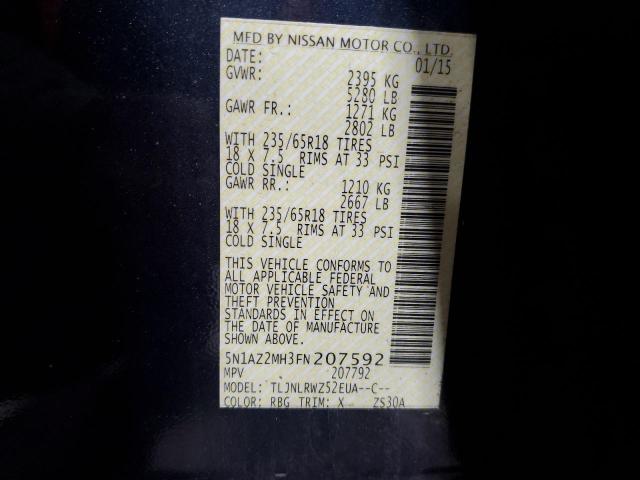 MFD BY NISSAN MOTOR CO., LTD.
DATE: 01/15
GVWR: 2395 KG
5280 LB
GAWR FR.: 1271 KG
2802 LB
WITH 235/65R18 TIRES
18 X 7.5 RIMS AT 33 PSI
COLD SINGLE
GAWR RR.: 1210 KG
2667 LB
WITH 235/65R18 TIRES
18 X 7.5 RIMS AT 33 PSI
COLD SINGLE
THIS VEHICLE CONFORMS TO
ALL APPLICABLE FEDERAL
MOTOR VEHICLE SAFETY AND
THEFT PREVENTION
STANDARDS IN EFFECT ON
THE DATE OF MANUFACTURE
SHOWN ABOVE.
5N1AZ2MH3FN207592
MPV 207792
MODEL: TLJNLRWZ52EUA--C--
COLOR: RBG TRIM: X ZS30A